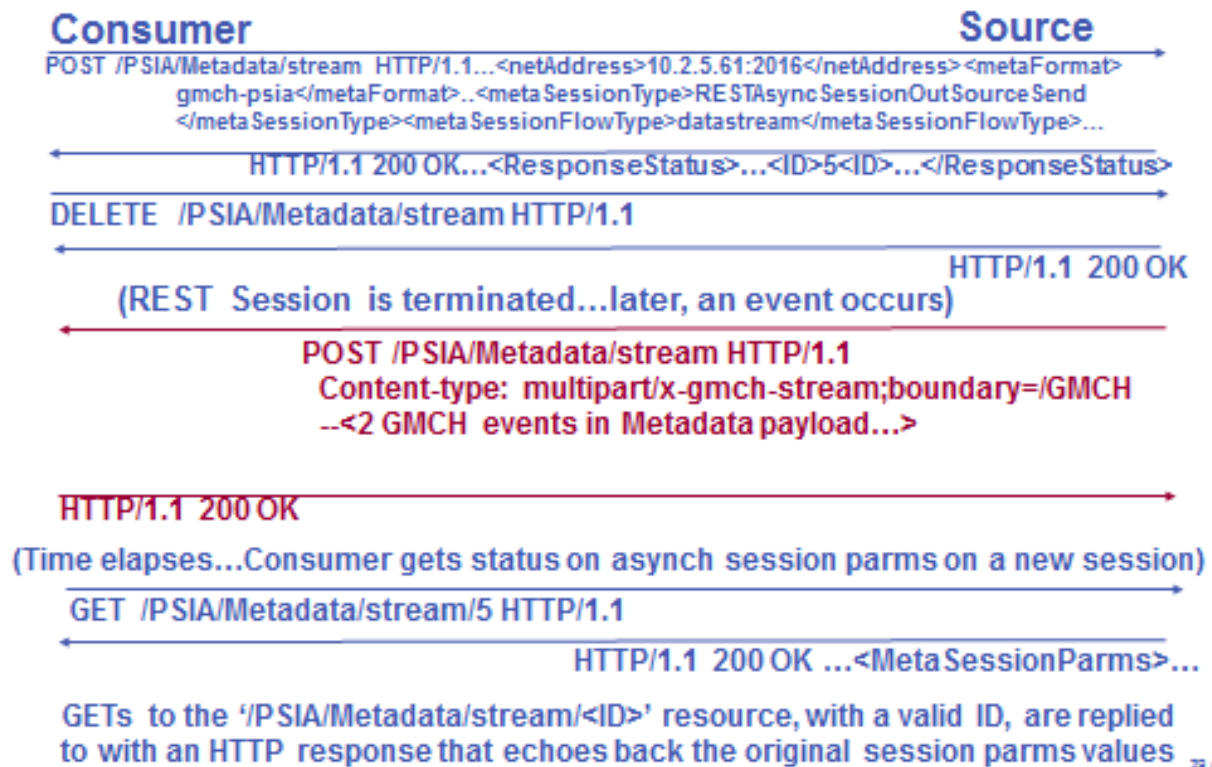 Consumer Source
POST /PSIA/Metadata/stream HTTP/1.1...<netAddress>10.2.5.61:2016</netAddress><metaFormat>
gmch-psia</metaFormat>..<metaSessionType>RESTAsyncSessionOutSourceSend
</metaSessionType><metaSessionFlowType>datastream</metaSessionFlowType>...
HTTP/1.1 200 OK...<ResponseStatus>...<ID>5<ID>...</ResponseStatus>
DELETE /PSIA/Metadata/stream HTTP/1.1
HTTP/1.1 200 OK
(REST Session is terminated...later, an event occurs)
POST /PSIA/Metadata/stream HTTP/1.1
Content-type: multipart/x-gmch-stream;boundary=/GMCH
--<2 GMCH events in Metadata payload...>
HTTP/1.1 200 OK
(Time elapses...Consumer gets status on asynch session parms on a new session)
GET /PSIA/Metadata/stream/5 HTTP/1.1
HTTP/1.1 200 OK ...<MetaSessionParms>...
GETs to the ‘/PSIA/Metadata/stream/<ID>’ resource, with a valid ID, are replied
to with an HTTP response that echoes back the original session parms values